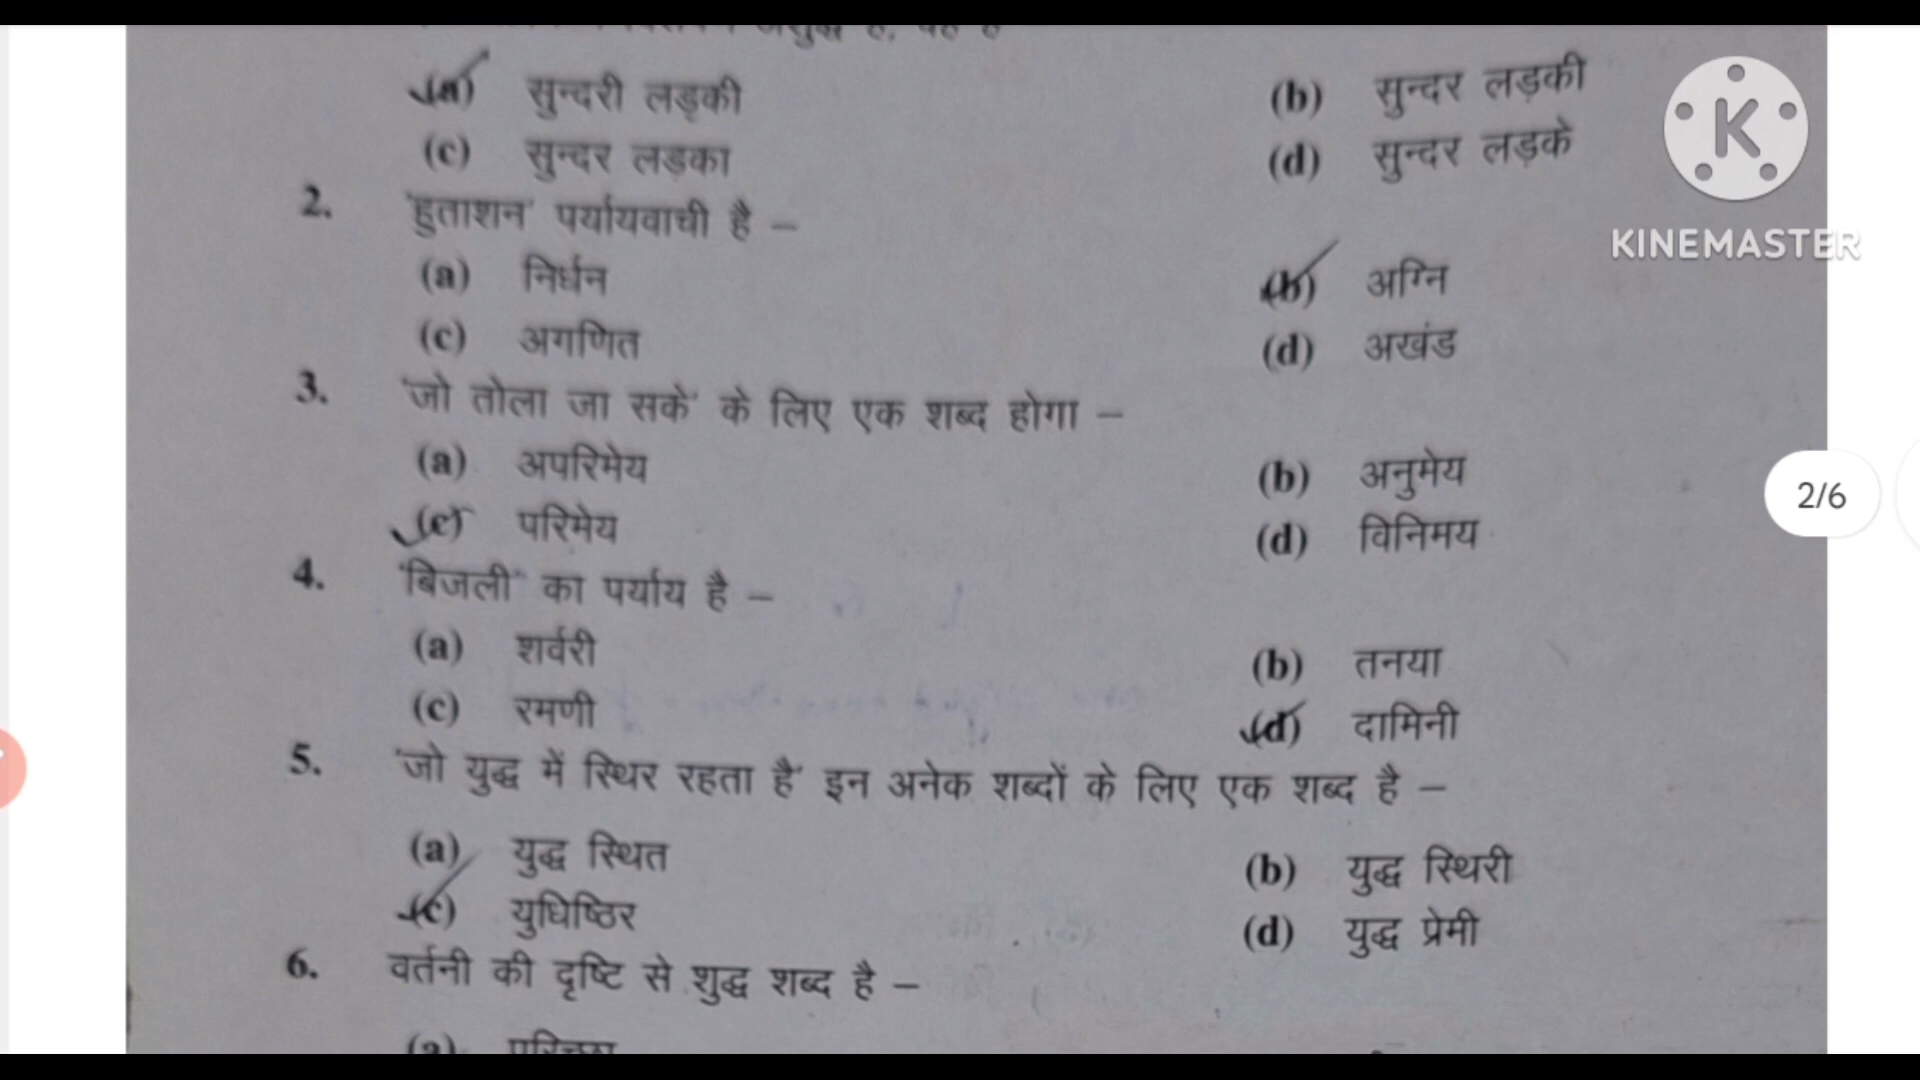 (a) सुन्दरी लड़की (b) सुन्दर लड़की
(c) सुन्दर लड़का (d) सुन्दर लड़के
2. 'हुताशन' पर्यायवाची है –
(a) निर्धन (b) अग्नि
(c) अगणित (d) अखंड
3. 'जो तोला जा सके' के लिए एक शब्द होगा –
(a) अपरिमेय (b) अनुमेय
(c) परिमेय (d) विनिमय
4. 'बिजली' का पर्याय है –
(a) शर्वरी (b) तनया
(c) रमणी (d) दामिनी
5. 'जो युद्ध में स्थिर रहता है' इन अनेक शब्दों के लिए एक शब्द है –
(a) युद्ध स्थित (b) युद्ध स्थिरी
(c) युधिष्ठिर (d) युद्ध प्रेमी
6. वर्तनी की दृष्टि से शुद्ध शब्द है –
(a)
K
KINEMASTER
2/6